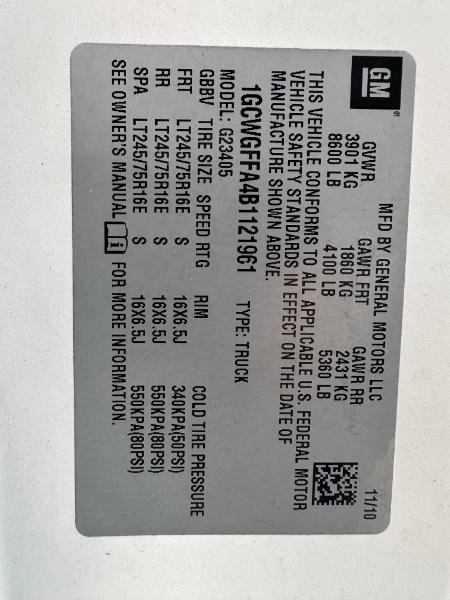 GM
MFD BY GENERAL MOTORS LLC 11/10
GVWR GAWR FRT GAWR RR
3901 KG 1860 KG 2431 KG
8600 LB 4100 LB 5360 LB
THIS VEHICLE CONFORMS TO ALL APPLICABLE U.S. FEDERAL MOTOR
VEHICLE SAFETY STANDARDS IN EFFECT ON THE DATE OF
MANUFACTURE SHOWN ABOVE.
1GCWGFFA4B1121961 TYPE: TRUCK
MODEL: G23405
GBBV TIRE SIZE SPEED RTG RIM COLD TIRE PRESSURE
FRT LT245/75R16E S 16X6.5J 340KPA(50PSI)
RR LT245/75R16E S 16X6.5J 550KPA(80PSI)
SPA LT245/75R16E S 16X6.5J 550KPA(80PSI)
SEE OWNER'S MANUAL i FOR MORE INFORMATION.